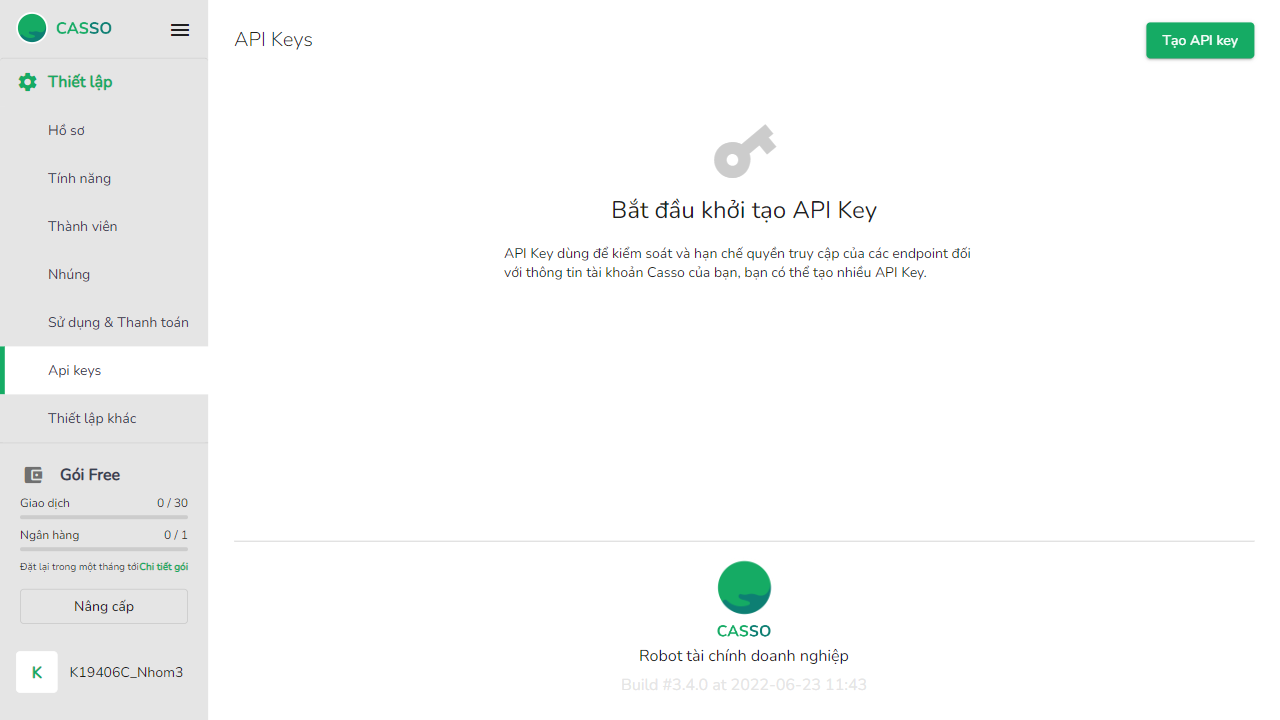 CASSO
Thiết lập
Hồ sơ
Tính năng
Thành viên
Nhúng
Sử dụng & Thanh toán
Api keys
Thiết lập khác
Gói Free
Giao dịch 0 / 30
Ngân hàng 0 / 1
Đặt lại trong một tháng tới Chi tiết gói
Nâng cấp
K K19406C_Nhom3
API Keys
Tạo API key
Bắt đầu khởi tạo API Key
API Key dùng để kiểm soát và hạn chế quyền truy cập của các endpoint đối
với thông tin tài khoản Casso của bạn, bạn có thể tạo nhiều API Key.
CASSO
Robot tài chính doanh nghiệp
Build #3.4.0 at 2022-06-23 11:43